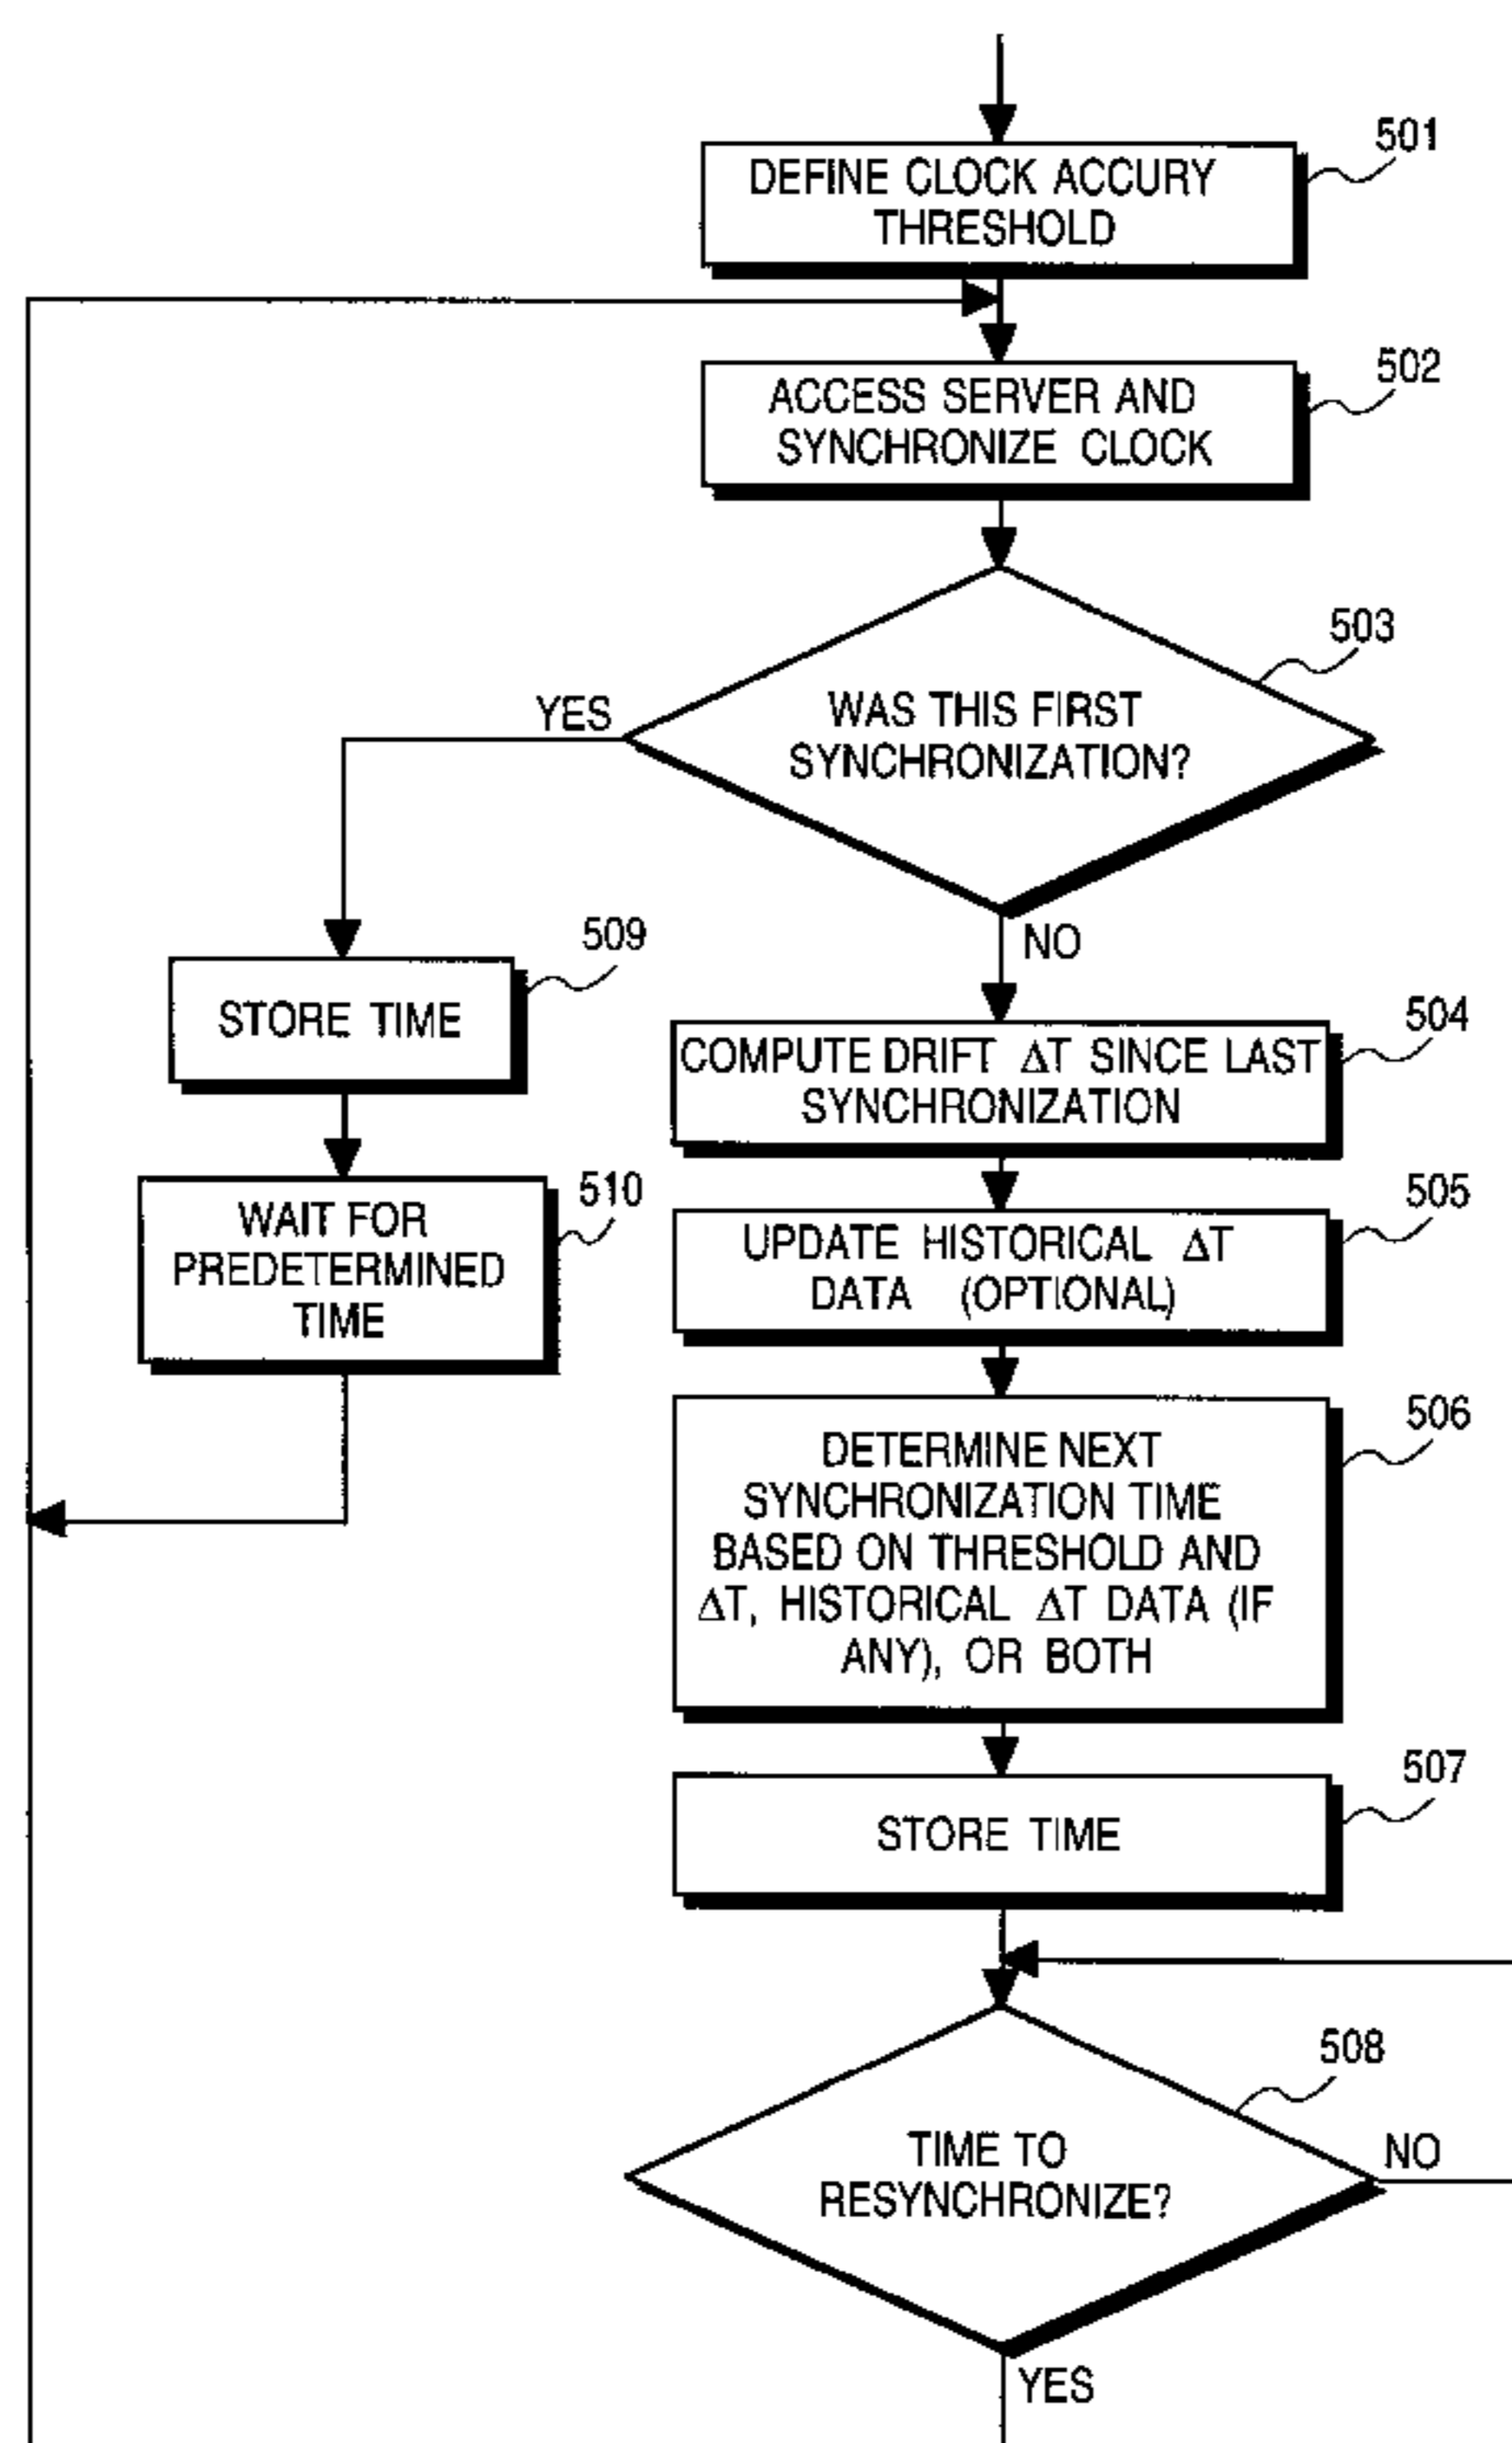 501
DEFINE CLOCK ACCURY
THRESHOLD
502
ACCESS SERVER AND
SYNCHRONIZE CLOCK
503
WAS THIS FIRST
SYNCHRONIZATION?
YES
NO
509
STORE TIME
510
WAIT FOR
PREDETERMINED
TIME
504
COMPUTE DRIFT ΔT SINCE LAST
SYNCHRONIZATION
505
UPDATE HISTORICAL ΔT
DATA (OPTIONAL)
506
DETERMINE NEXT
SYNCHRONIZATION TIME
BASED ON THRESHOLD AND
ΔT, HISTORICAL ΔT DATA (IF
ANY), OR BOTH
507
STORE TIME
508
TIME TO
RESYNCHRONIZE?
NO
YES